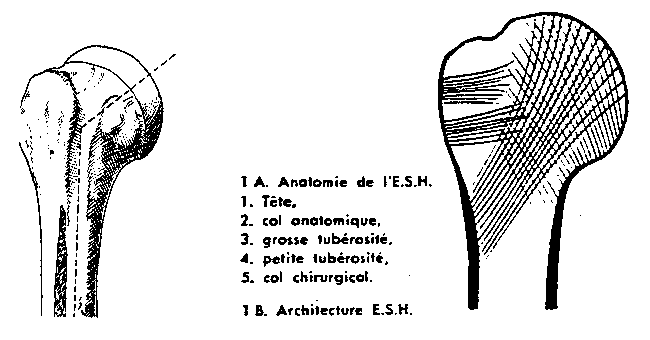 1 A. Anatomie de l'E.S.H.
1. Tête,
2. col anatomique,
3. grosse tubérosité,
4. petite tubérosité,
5. col chirurgical.
1 B. Architecture E.S.H.